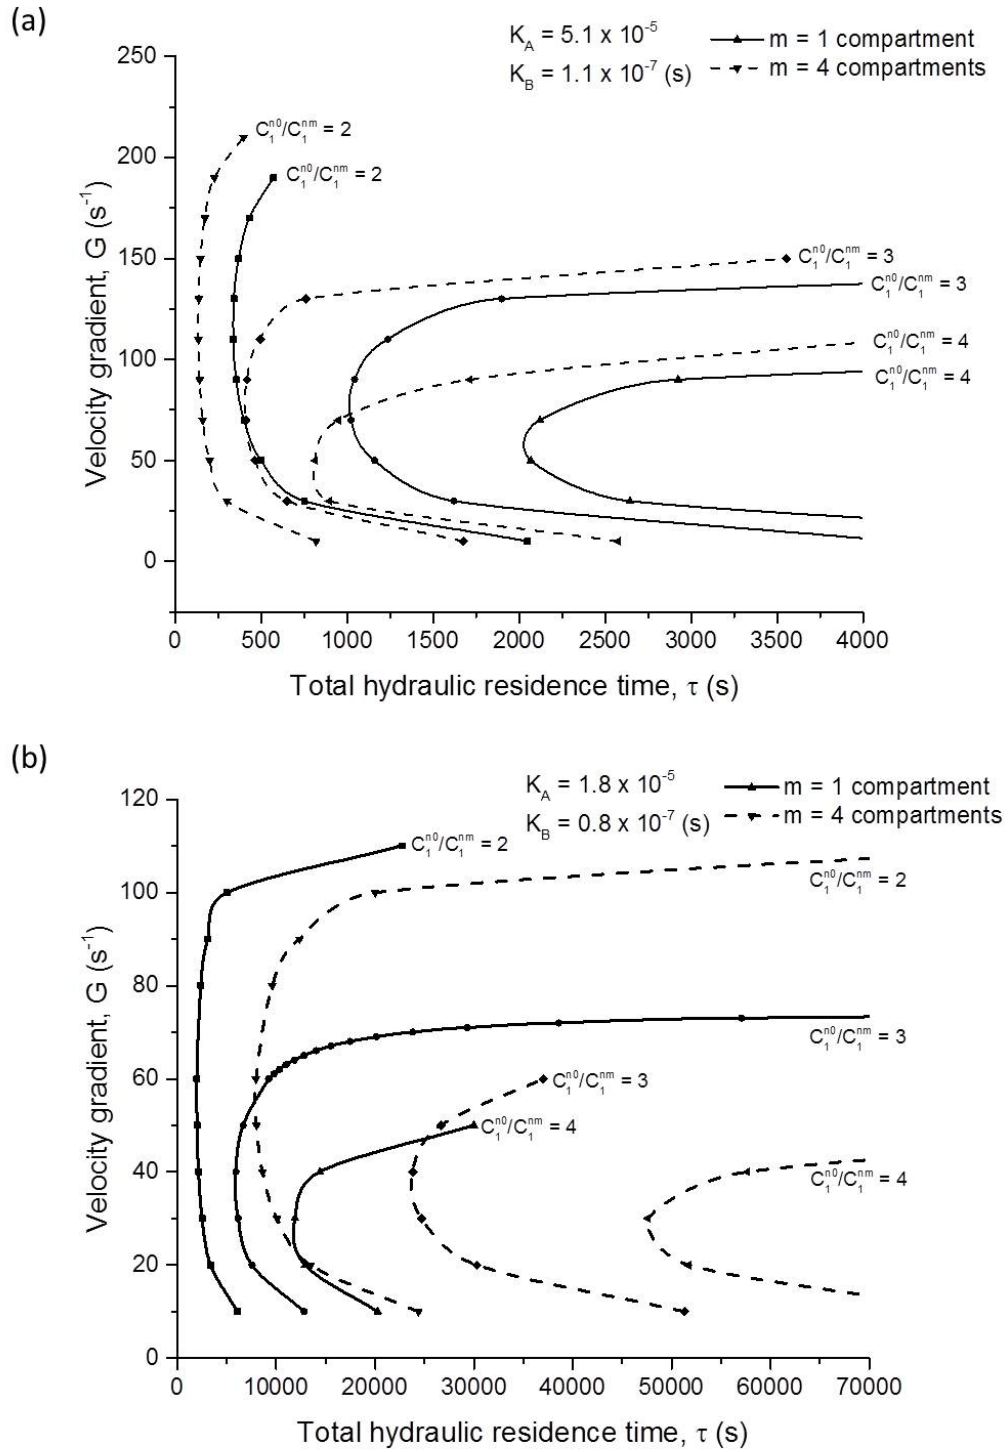 (a)
K_A = 5.1 x 10^-5
m = 1 compartment
K_B = 1.1 x 10^-7 (s)
m = 4 compartments
250
200
150
100
50
0
Velocity gradient, G (s^-1)
C_1^n0/C_1^nm = 2
C_1^n0/C_1^nm = 2
C_1^n0/C_1^nm = 3
C_1^n0/C_1^nm = 3
C_1^n0/C_1^nm = 4
C_1^n0/C_1^nm = 4
0 500 1000 1500 2000 2500 3000 3500 4000
Total hydraulic residence time, τ (s)
(b)
K_A = 1.8 x 10^-5
m = 1 compartment
K_B = 0.8 x 10^-7 (s)
m = 4 compartments
120
100
80
60
40
20
0
Velocity gradient, G (s^-1)
C_1^n0/C_1^nm = 2
C_1^n0/C_1^nm = 2
C_1^n0/C_1^nm = 3
C_1^n0/C_1^nm = 3
C_1^n0/C_1^nm = 4
C_1^n0/C_1^nm = 4
0 10000 20000 30000 40000 50000 60000 70000
Total hydraulic residence time, τ (s)